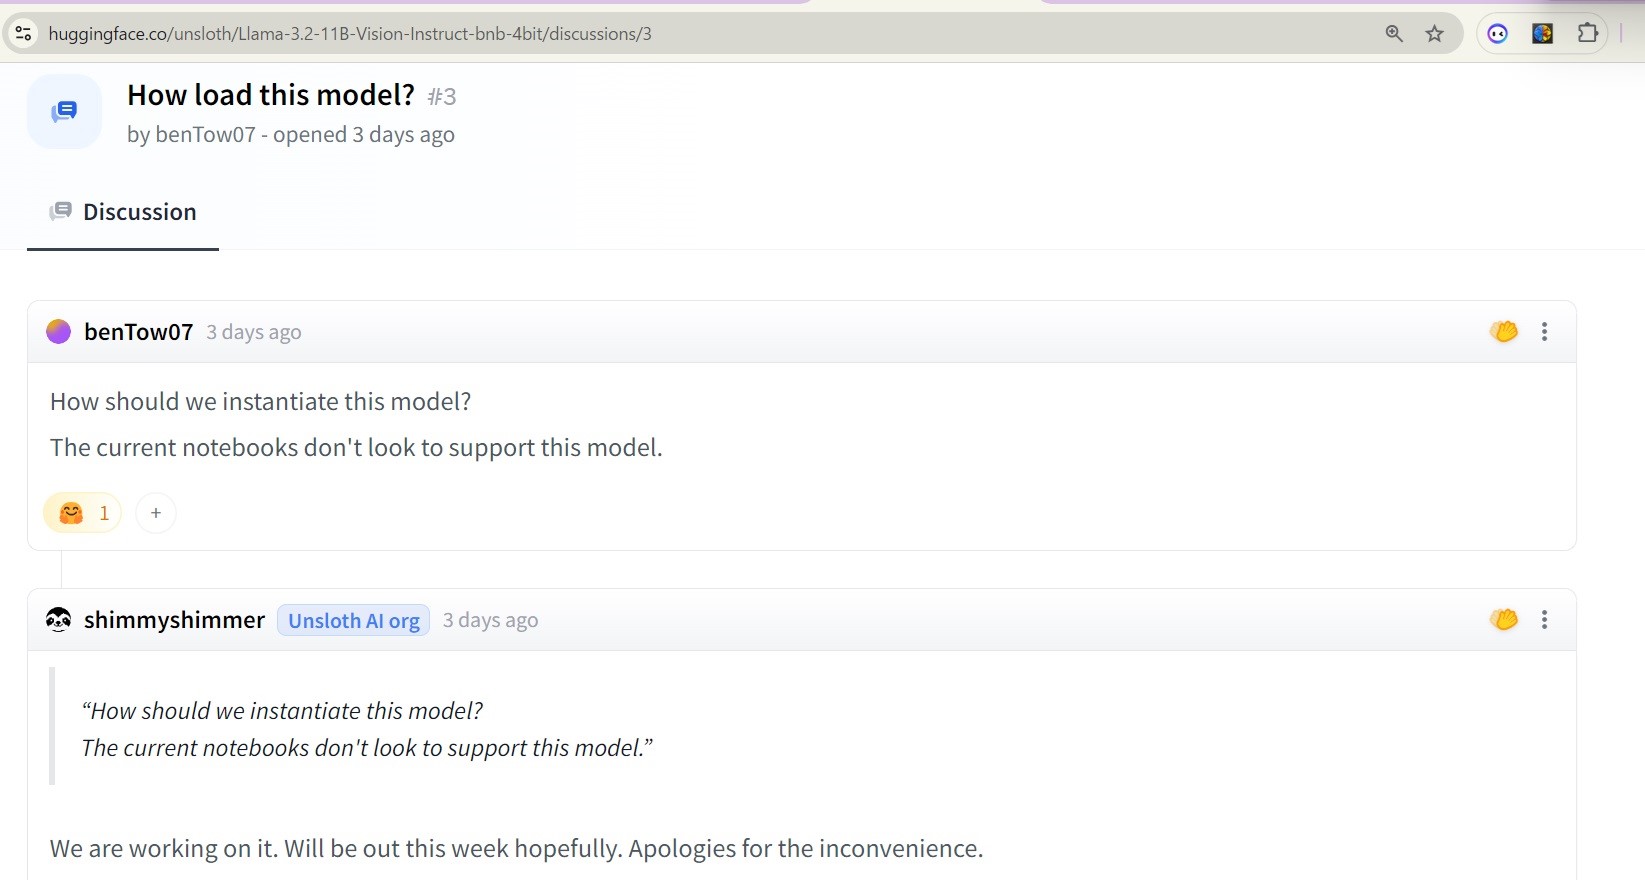 huggingface.co/unsloth/Llama-3.2-11B-Vision-Instruct-bnb-4bit/discussions/3
How load this model? #3
by benTow07 - opened 3 days ago
Discussion
benTow07 3 days ago
How should we instantiate this model?
The current notebooks don't look to support this model.
🤗 1 +
shimmyshimmer Unsloth AI org 3 days ago
“How should we instantiate this model?
The current notebooks don't look to support this model.”
We are working on it. Will be out this week hopefully. Apologies for the inconvenience.